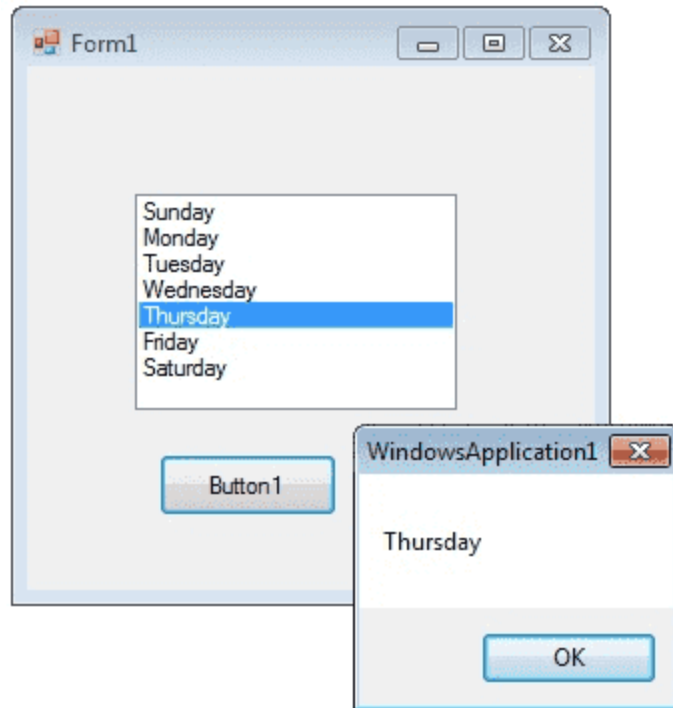 Form1
Sunday
Monday
Tuesday
Wednesday
Thursday
Friday
Saturday
Button1
WindowsApplication1
Thursday
OK